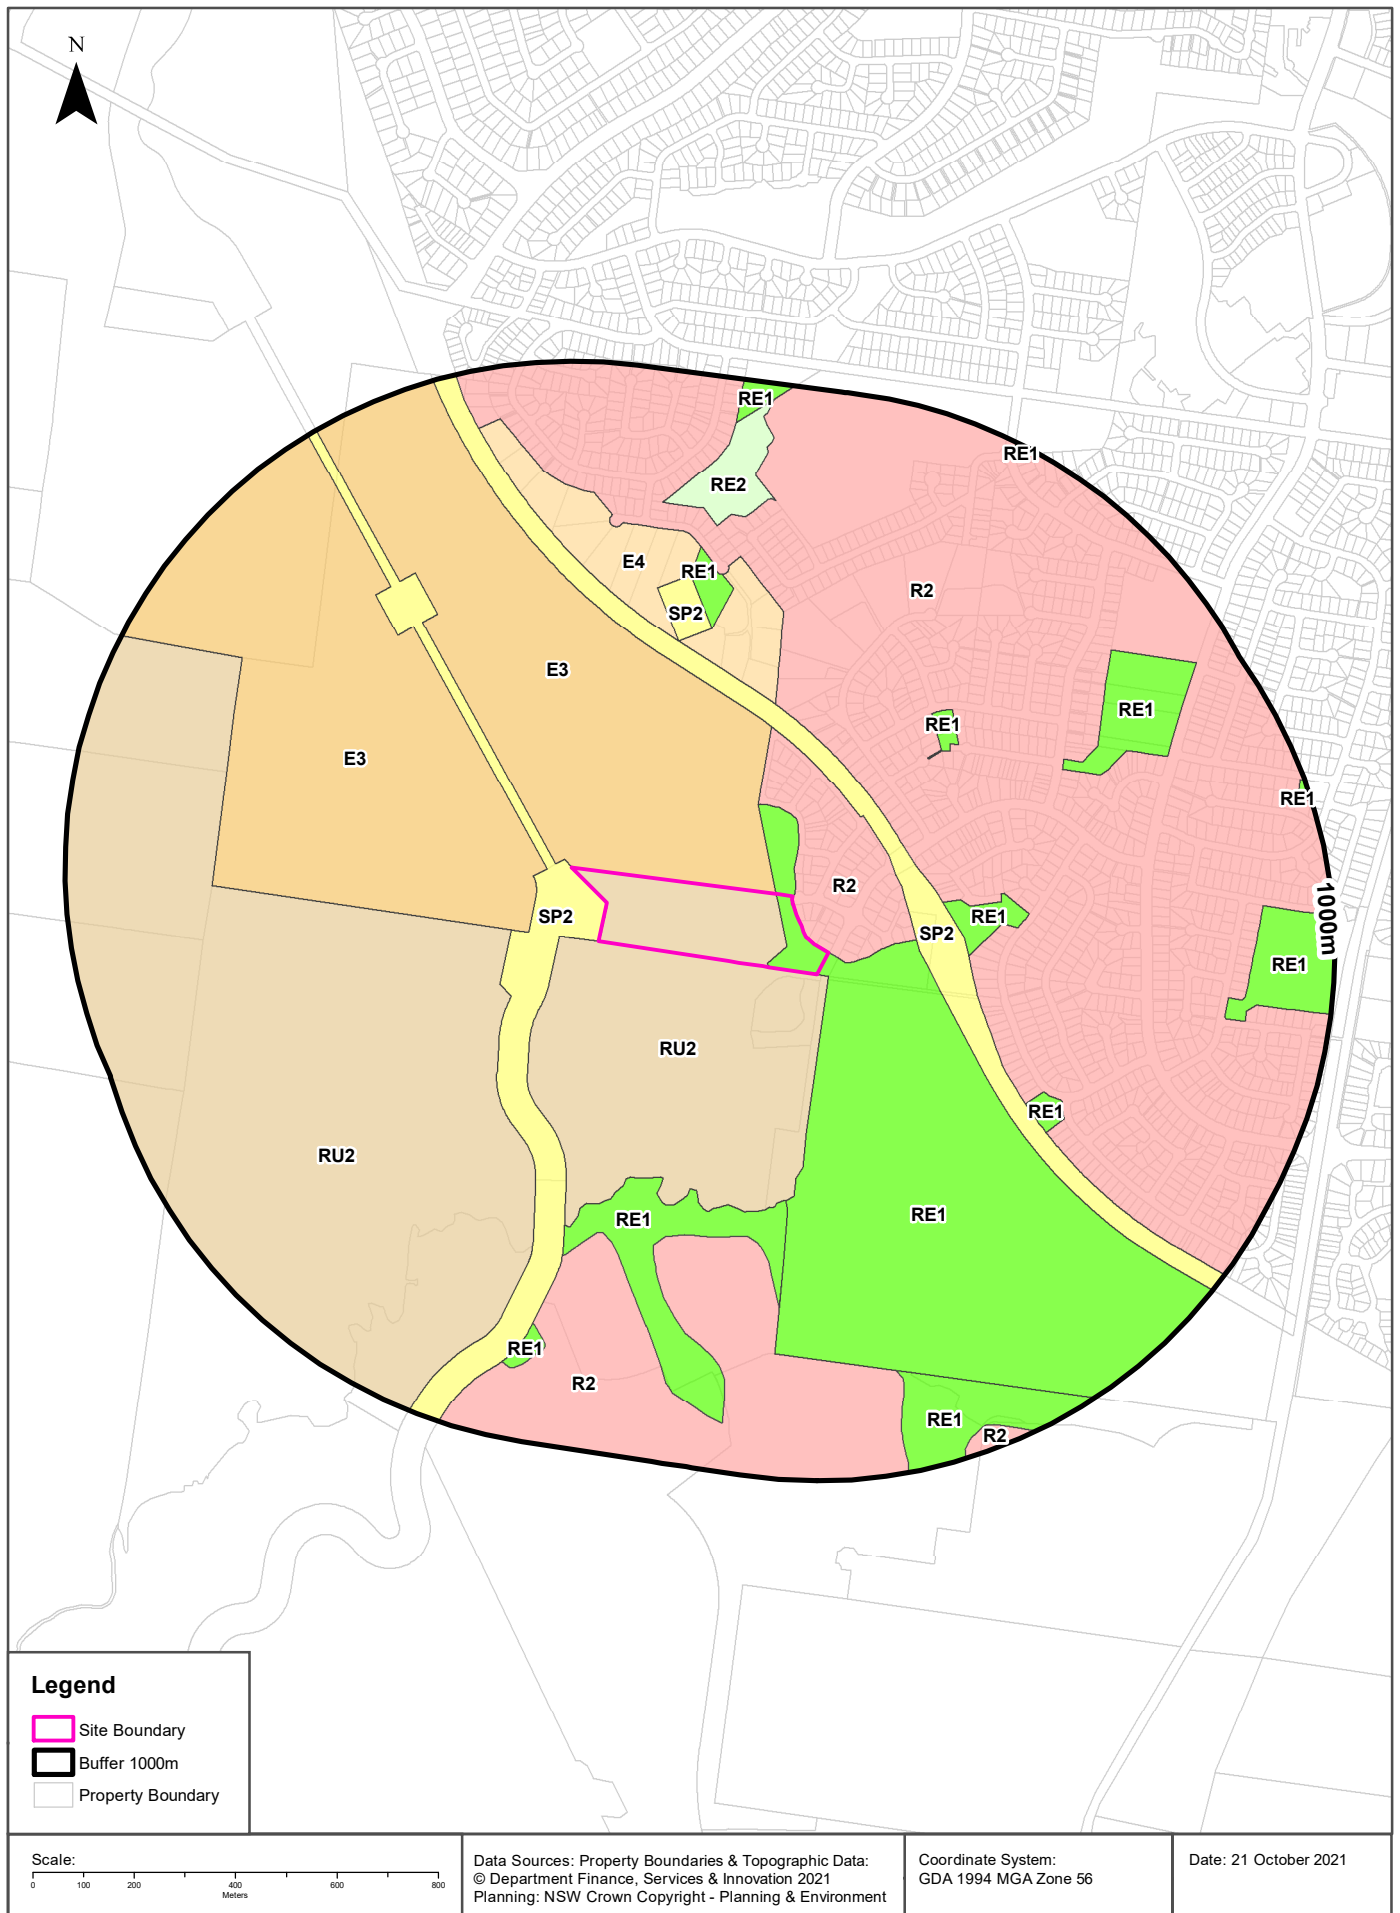 N
RE1
RE1
RE2
E4
RE1
R2
SP2
E3
RE1
RE1
E3
RE1
R2
1000m
SP2
RE1
SP2
RE1
RU2
RE1
RU2
RE1
RE1
RE1
R2
RE1
R2
Legend
Site Boundary
Buffer 1000m
Property Boundary
Scale:
0 100 200 400 600 800
Meters
Data Sources: Property Boundaries & Topographic Data:
© Department Finance, Services & Innovation 2021
Planning: NSW Crown Copyright - Planning & Environment
Coordinate System:
GDA 1994 MGA Zone 56
Date: 21 October 2021